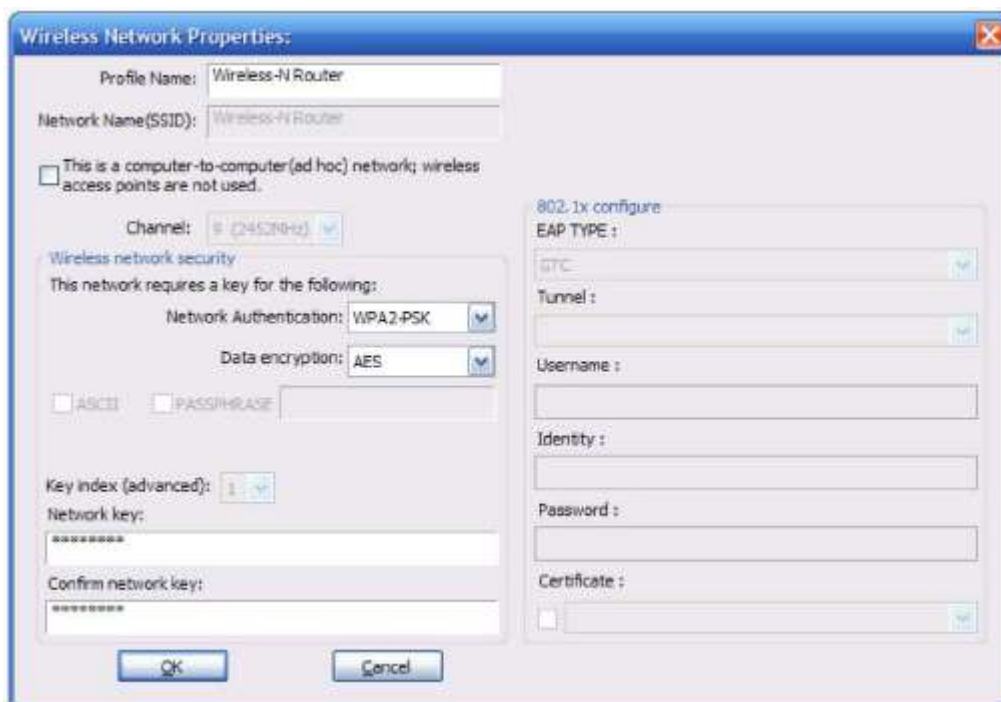 Wireless Network Properties:
Profile Name: Wireless-N Router
Network Name(SSID): Wireless-N Router
This is a computer-to-computer(ad hoc) network; wireless
access points are not used.
Channel: 9 (2452MHz)
Wireless network security
This network requires a key for the following:
Network Authentication: WPA2-PSK
Data encryption: AES
ASCII PASSPHRASE
Key index (advanced): 1
Network key:
********
Confirm network key:
********
OK Cancel
802.1x configure
EAP TYPE :
GTC
Tunnel :
Username :
Identity :
Password :
Certificate :